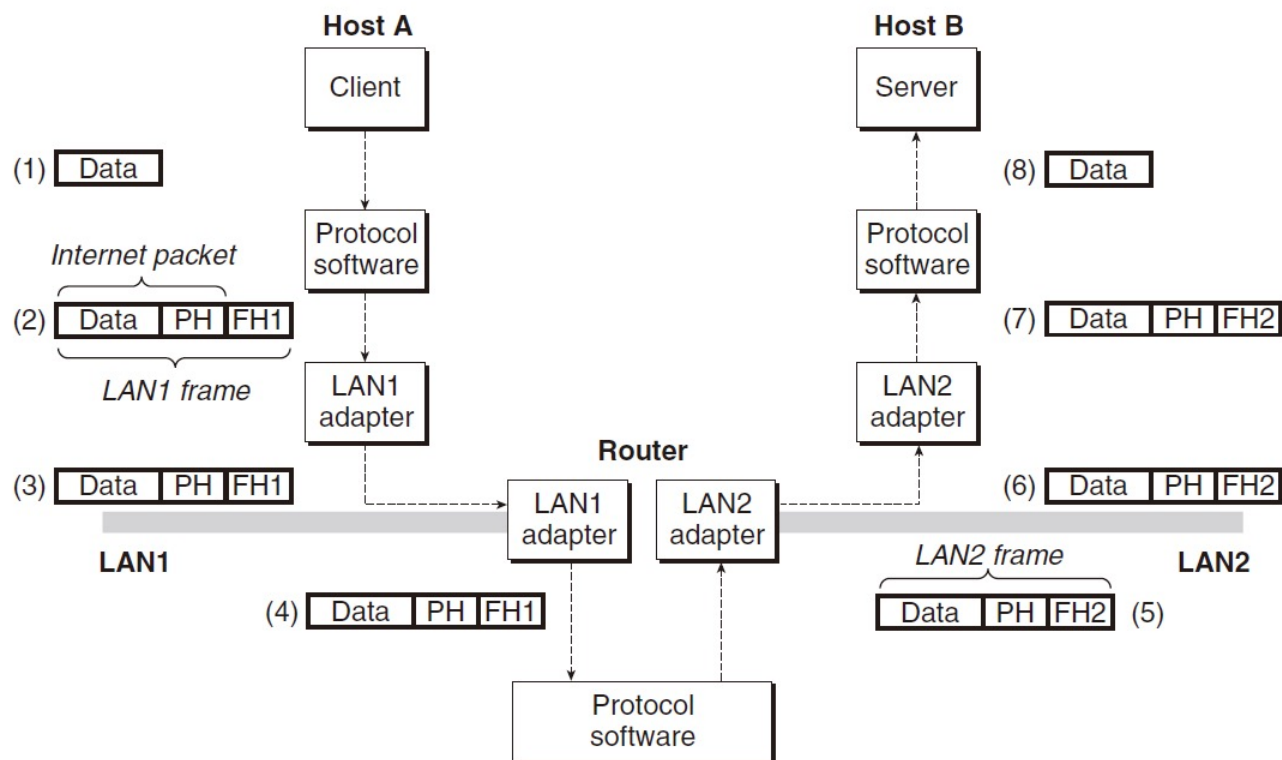 Host A
Host B
Client
Server
(1) Data
(8) Data
Protocol
software
Protocol
software
Internet packet
(2) Data PH FH1
(7) Data PH FH2
LAN1 frame
LAN1
adapter
LAN2
adapter
Router
(3) Data PH FH1
(6) Data PH FH2
LAN1
adapter
LAN2
adapter
LAN1
LAN2 frame
LAN2
(4) Data PH FH1
Data PH FH2 (5)
Protocol
software